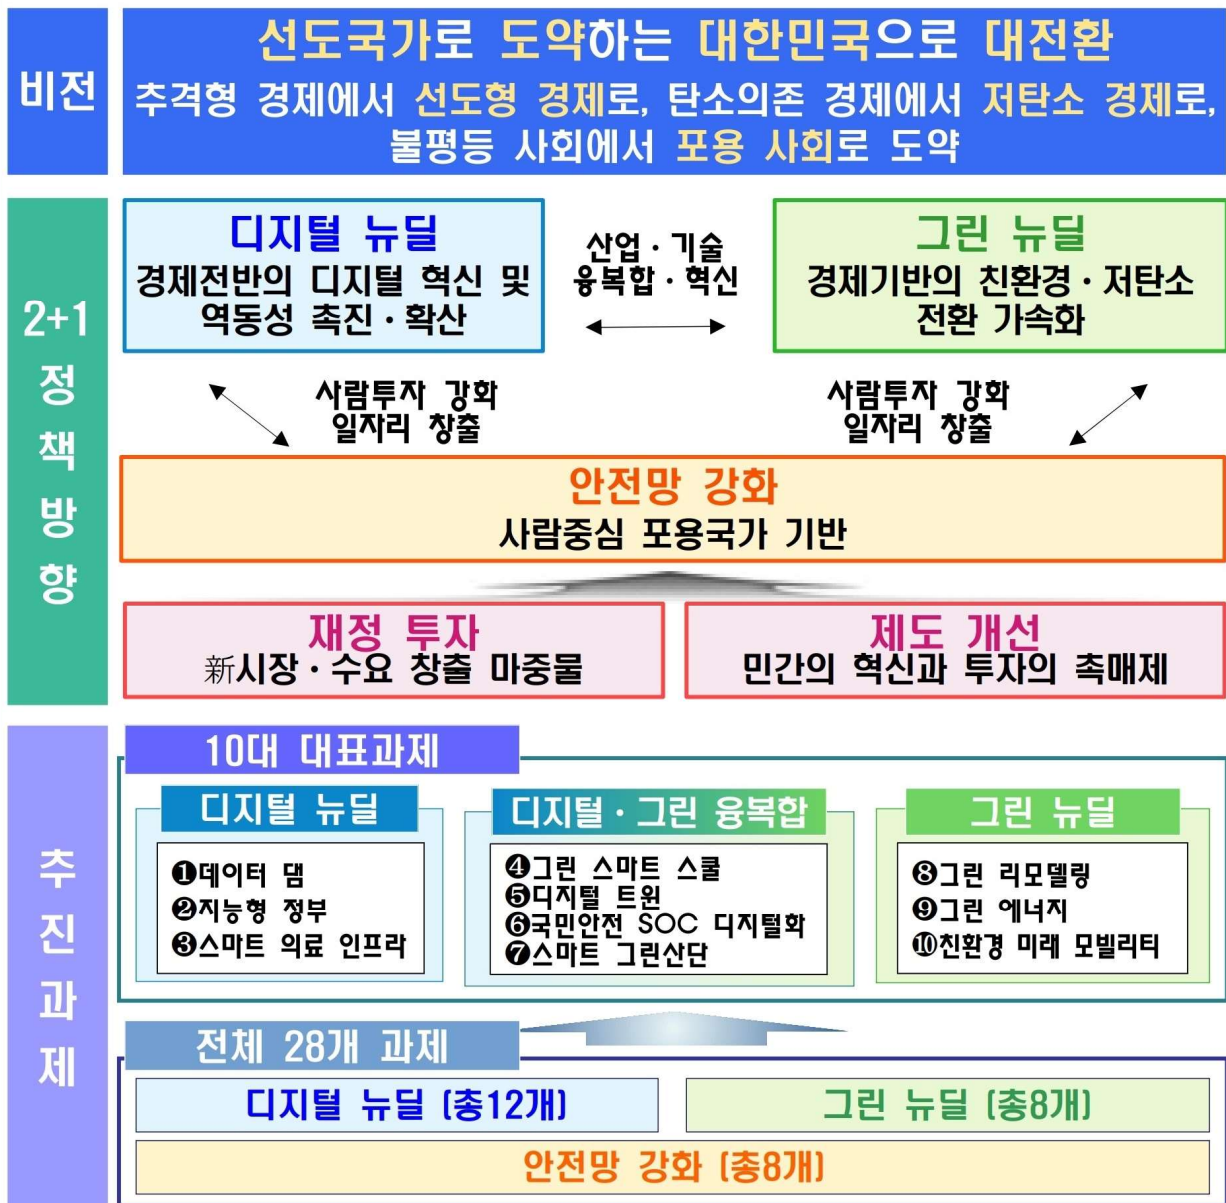 비전
선도국가로 도약하는 대한민국으로 대전환
추격형 경제에서 선도형 경제로, 탄소의존 경제에서 저탄소 경제로,
불평등 사회에서 포용 사회로 도약
2+1
정
책
방
향
디지털 뉴딜
경제전반의 디지털 혁신 및
역동성 촉진·확산
산업·기술
융복합·혁신
그린 뉴딜
경제기반의 친환경·저탄소
전환 가속화
사람투자 강화
일자리 창출
사람투자 강화
일자리 창출
안전망 강화
사람중심 포용국가 기반
재정 투자
新시장·수요 창출 마중물
제도 개선
민간의 혁신과 투자의 촉매제
추
진
과
제
10대 대표과제
디지털 뉴딜
❶데이터 댐
❷지능형 정부
❸스마트 의료 인프라
디지털·그린 융복합
❹그린 스마트 스쿨
❺디지털 트윈
❻국민안전 SOC 디지털화
❼스마트 그린산단
그린 뉴딜
❽그린 리모델링
❾그린 에너지
❿친환경 미래 모빌리티
전체 28개 과제
디지털 뉴딜 (총12개)
그린 뉴딜 (총8개)
안전망 강화 (총8개)